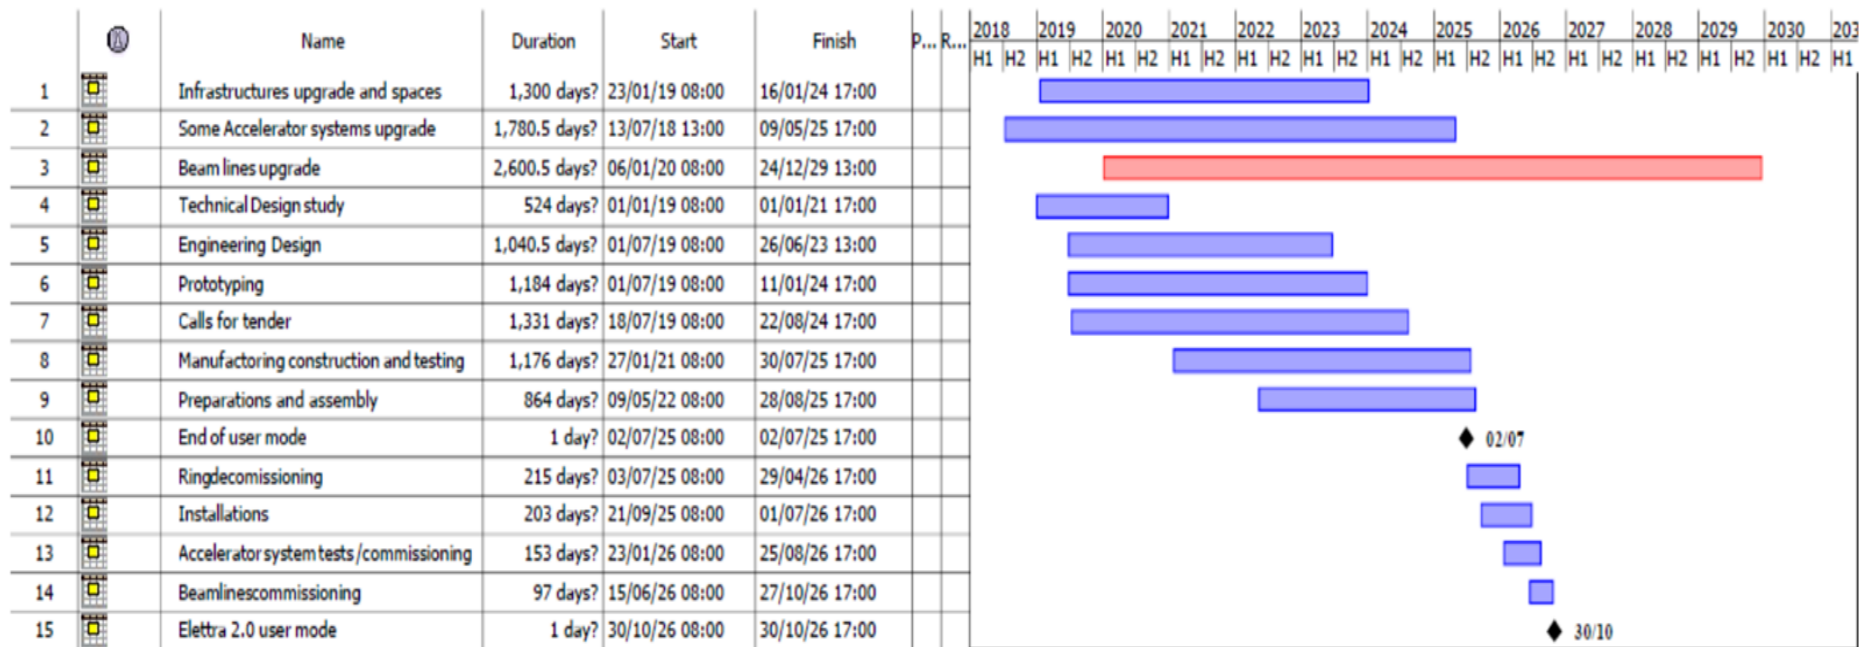 2018 2019 2020 2021 2022 2023 2024 2025 2026 2027 2028 2029 2030 203
Name Duration Start Finish P... R...
H1 H2 H1 H2 H1 H2 H1 H2 H1 H2 H1 H2 H1 H2 H1 H2 H1 H2 H1 H2 H1 H2 H1 H2 H1 H2 H1
1 Infrastructures upgrade and spaces 1,300 days? 23/01/19 08:00 16/01/24 17:00
2 Some Accelerator systems upgrade 1,780.5 days? 13/07/18 13:00 09/05/25 17:00
3 Beam lines upgrade 2,600.5 days? 06/01/20 08:00 24/12/29 13:00
4 Technical Design study 524 days? 01/01/19 08:00 01/01/21 17:00
5 Engineering Design 1,040.5 days? 01/07/19 08:00 26/06/23 13:00
6 Prototyping 1,184 days? 01/07/19 08:00 11/01/24 17:00
7 Calls for tender 1,331 days? 18/07/19 08:00 22/08/24 17:00
8 Manufactoring construction and testing 1,176 days? 27/01/21 08:00 30/07/25 17:00
9 Preparations and assembly 864 days? 09/05/22 08:00 28/08/25 17:00
10 End of user mode 1 day? 02/07/25 08:00 02/07/25 17:00 02/07
11 Ringdecomissioning 215 days? 03/07/25 08:00 29/04/26 17:00
12 Installations 203 days? 21/09/25 08:00 01/07/26 17:00
13 Accelerator system tests /commissioning 153 days? 23/01/26 08:00 25/08/26 17:00
14 Beamlinescommissioning 97 days? 15/06/26 08:00 27/10/26 17:00
15 Elettra 2.0 user mode 1 day? 30/10/26 08:00 30/10/26 17:00 30/10